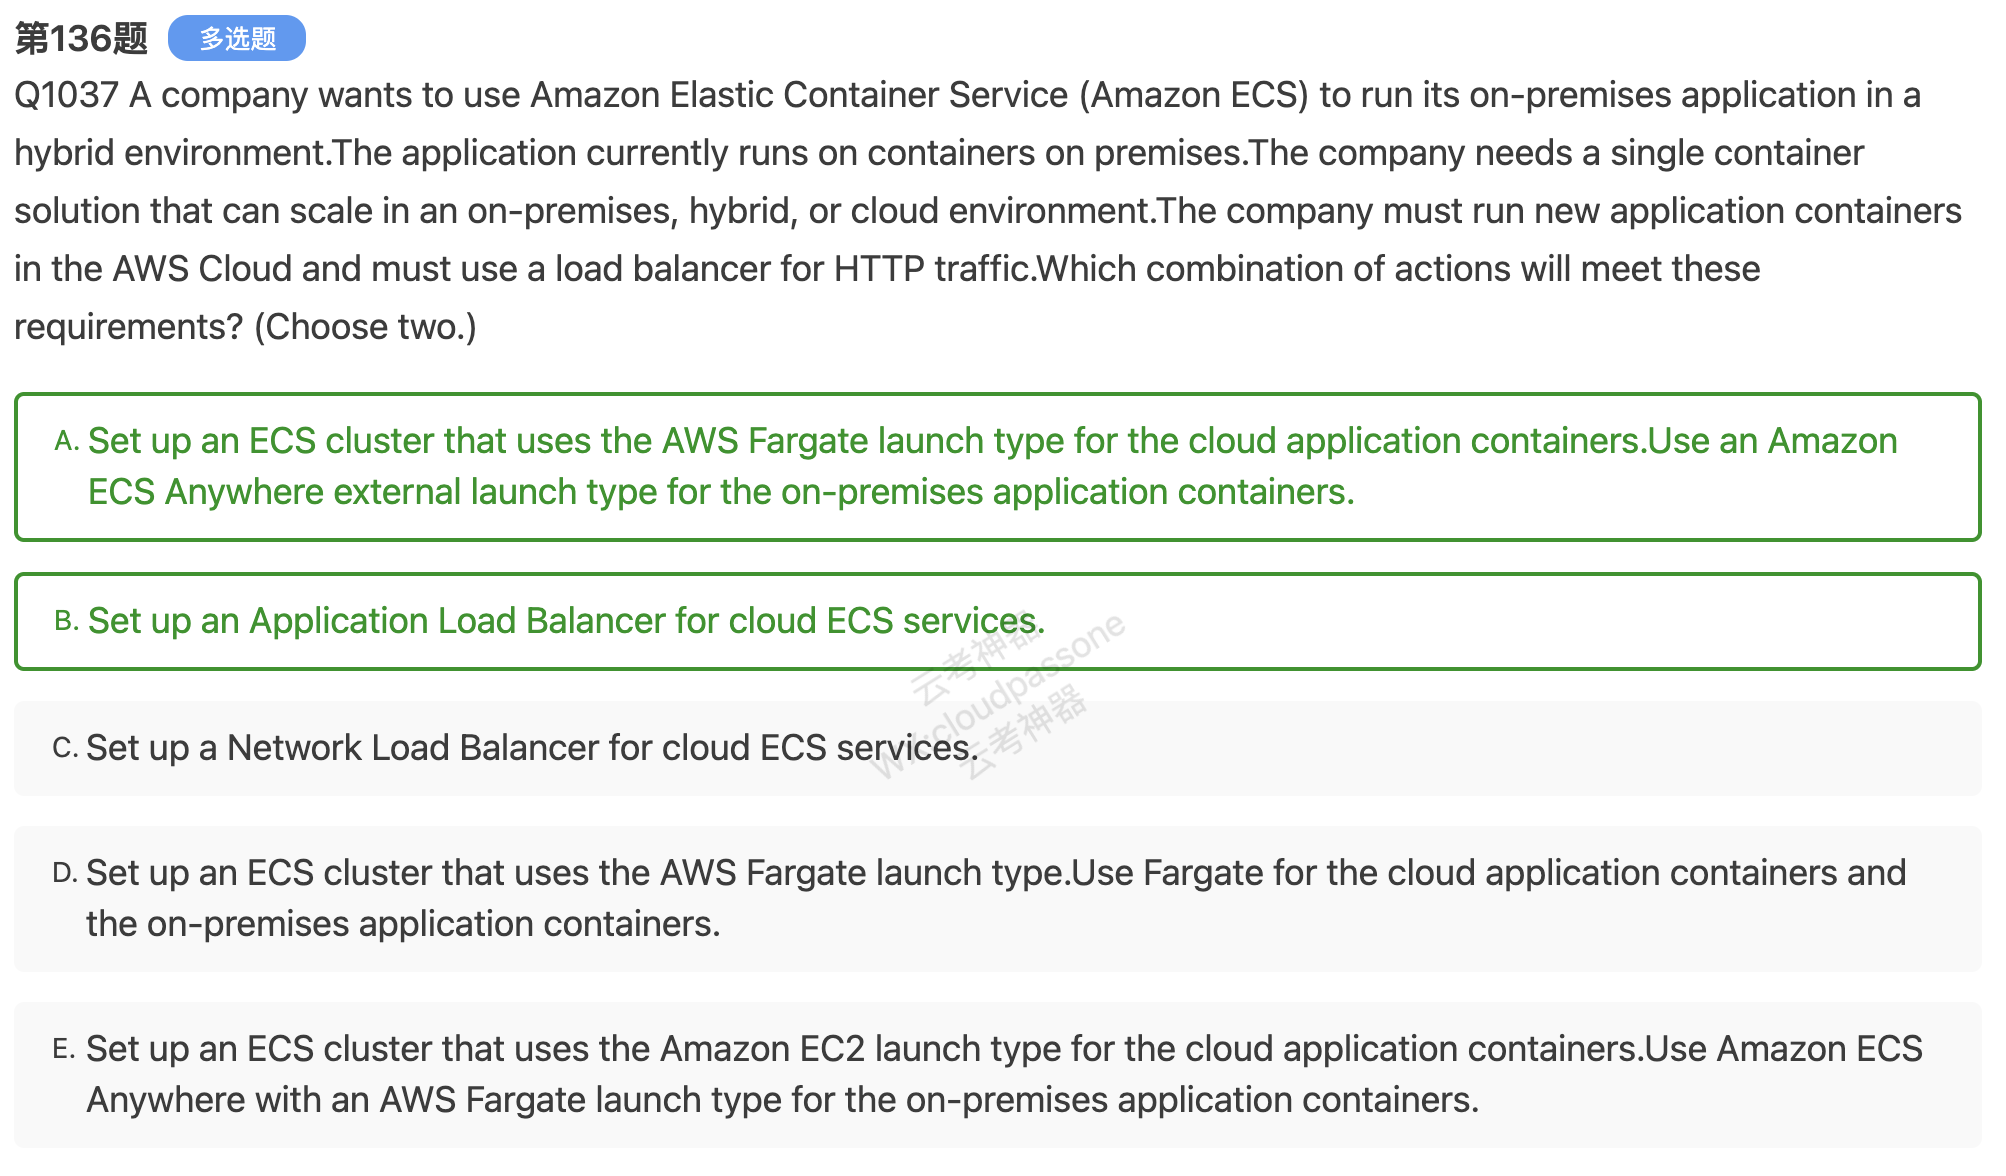 第136题 多选题
Q1037 A company wants to use Amazon Elastic Container Service (Amazon ECS) to run its on-premises application in a
hybrid environment.The application currently runs on containers on premises.The company needs a single container
solution that can scale in an on-premises, hybrid, or cloud environment.The company must run new application containers
in the AWS Cloud and must use a load balancer for HTTP traffic.Which combination of actions will meet these
requirements? (Choose two.)
A. Set up an ECS cluster that uses the AWS Fargate launch type for the cloud application containers.Use an Amazon
ECS Anywhere external launch type for the on-premises application containers.
B. Set up an Application Load Balancer for cloud ECS services.
云考神器
WX:cloudpassone
云考神器
C. Set up a Network Load Balancer for cloud ECS services.
D. Set up an ECS cluster that uses the AWS Fargate launch type.Use Fargate for the cloud application containers and
the on-premises application containers.
E. Set up an ECS cluster that uses the Amazon EC2 launch type for the cloud application containers.Use Amazon ECS
Anywhere with an AWS Fargate launch type for the on-premises application containers.